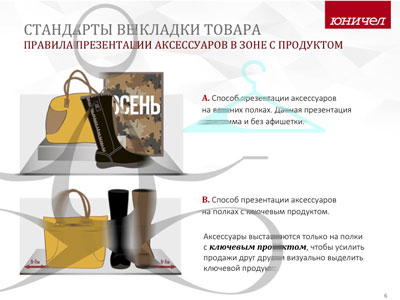 ЮНИЧЕЛ
СТАНДАРТЫ ВЫКЛАДКИ ТОВАРА
ПРАВИЛА ПРЕЗЕНТАЦИИ АКСЕССУАРОВ В ЗОНЕ С ПРОДУКТОМ
ОСЕНЬ
А. Способ презентации аксессуаров
на верхних полках. Данная презентация
и без афишетки.
В. Способ презентации аксессуаров
на полках с ключевым продуктом.
Аксессуары выставляются только на полки
с ключевым продуктом, чтобы усилить
продажи друг друга и визуально выделить
ключевой продукт.
6